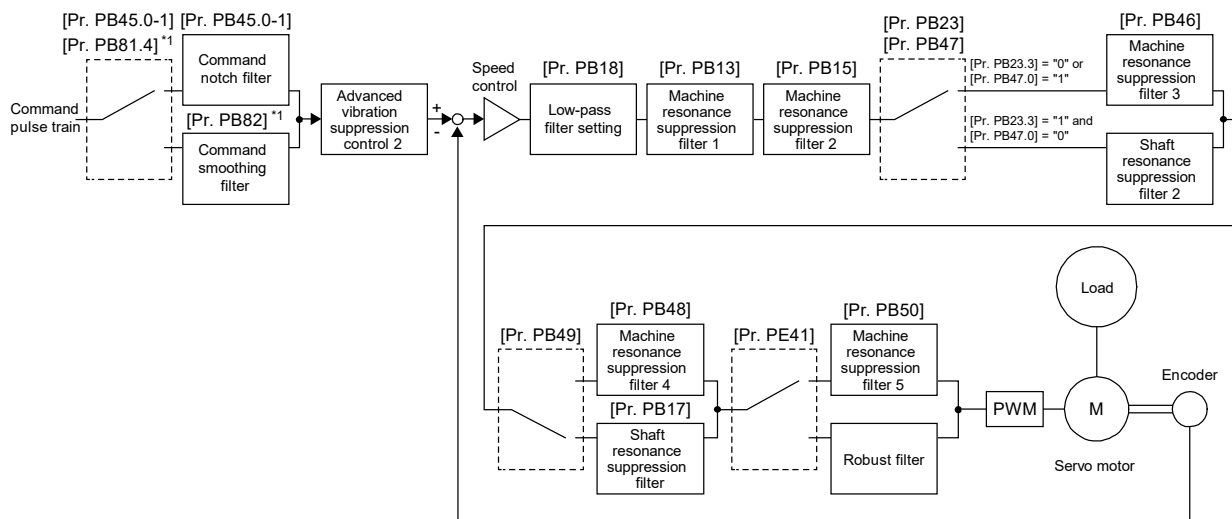 [Pr. PB45.0-1]
[Pr. PB81.4] *1
[Pr. PB45.0-1]
Command
pulse train
Command
notch filter
[Pr. PB82] *1
Command
smoothing
filter
Advanced
vibration
suppression
control 2
+
-
Speed
control
[Pr. PB18]
Low-pass
filter setting
[Pr. PB13]
Machine
resonance
suppression
filter 1
[Pr. PB15]
Machine
resonance
suppression
filter 2
[Pr. PB23]
[Pr. PB47]
[Pr. PB23.3] = "0" or
[Pr. PB47.0] = "1"
[Pr. PB23.3] = "1" and
[Pr. PB47.0] = "0"
[Pr. PB46]
Machine
resonance
suppression
filter 3
Shaft
resonance
suppression
filter 2
[Pr. PB49]
[Pr. PB48]
Machine
resonance
suppression
filter 4
[Pr. PB17]
Shaft
resonance
suppression
filter
[Pr. PE41]
[Pr. PB50]
Machine
resonance
suppression
filter 5
Robust filter
PWM
Load
M
Servo motor
Encoder